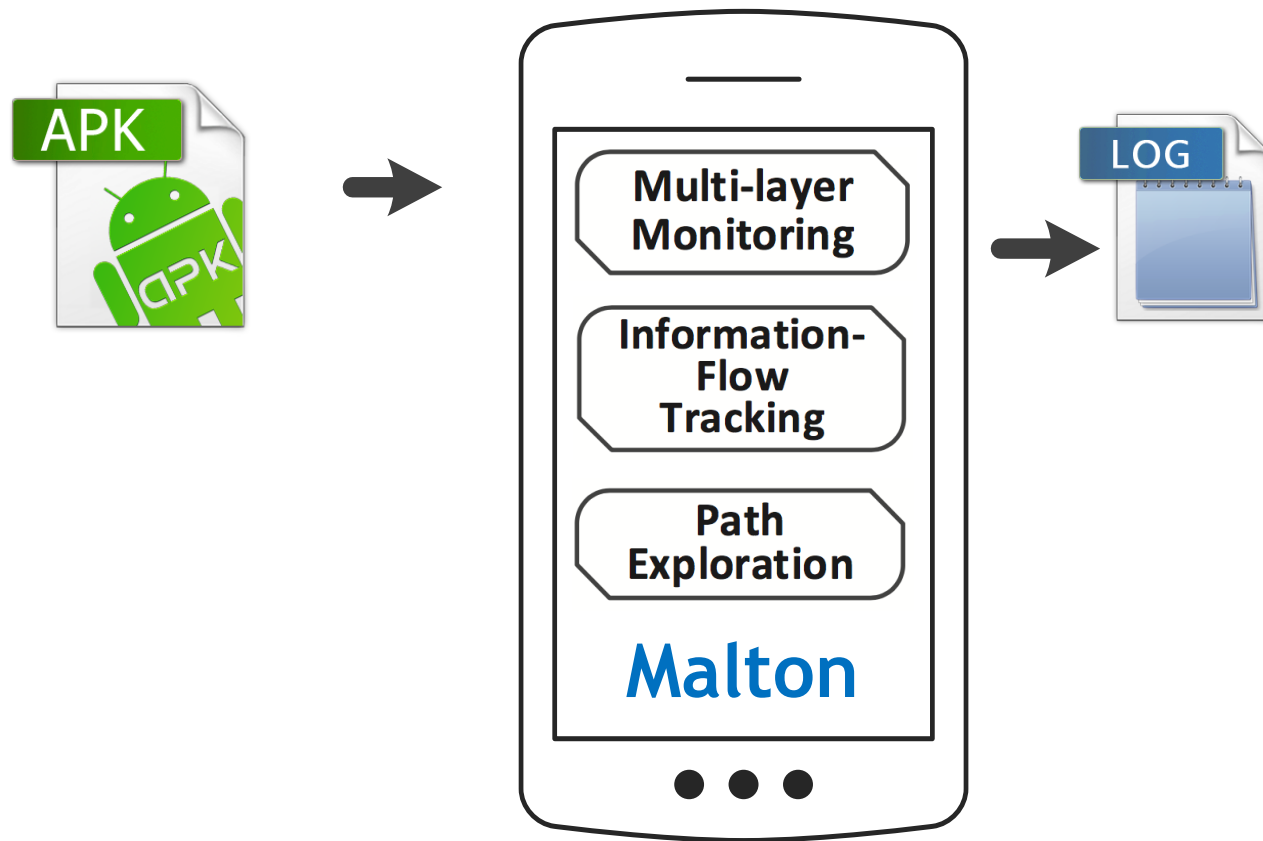 APK
APK
Multi-layer
Monitoring
Information-
Flow
Tracking
Path
Exploration
Malton
LOG